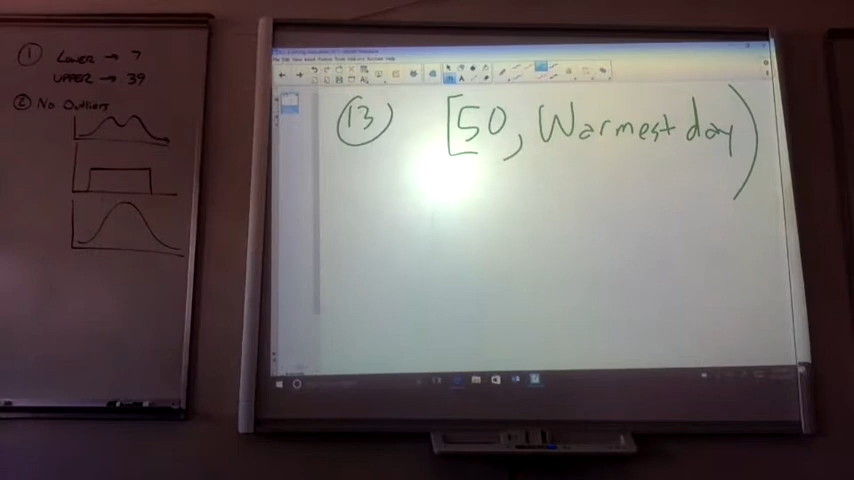 ① Lower → 7
Upper → 39
② No Outliers
⑬ [50, Warmest day)